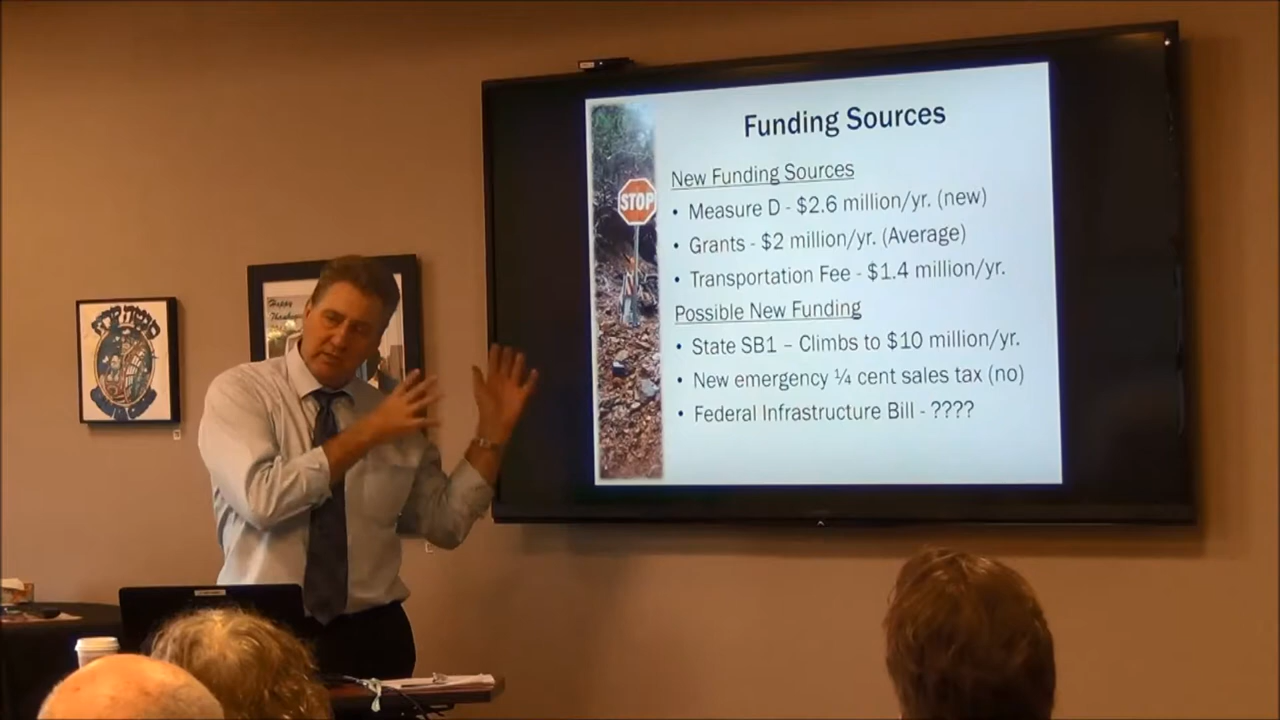 Funding Sources
New Funding Sources
• Measure D - $2.6 million/yr. (new)
• Grants - $2 million/yr. (Average)
• Transportation Fee - $1.4 million/yr.
Possible New Funding
• State SB1 – Climbs to $10 million/yr.
• New emergency ¼ cent sales tax (no)
• Federal Infrastructure Bill - ????
STOP
Happy